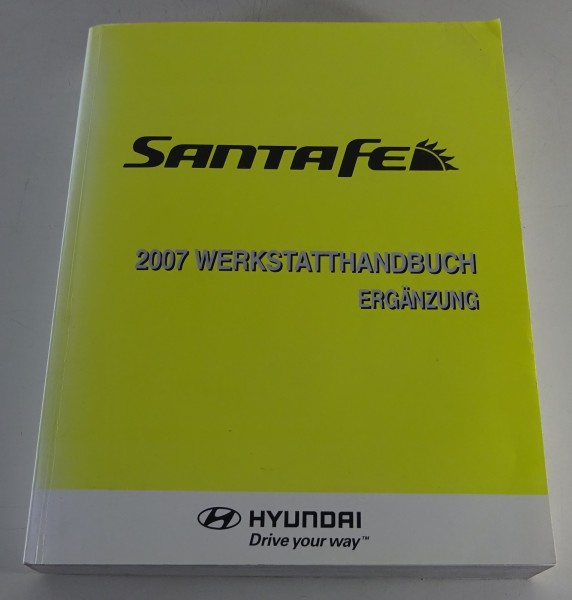 SANTAFE
2007 WERKSTATTHANDBUCH
ERGÄNZUNG
HYUNDAI
Drive your way™